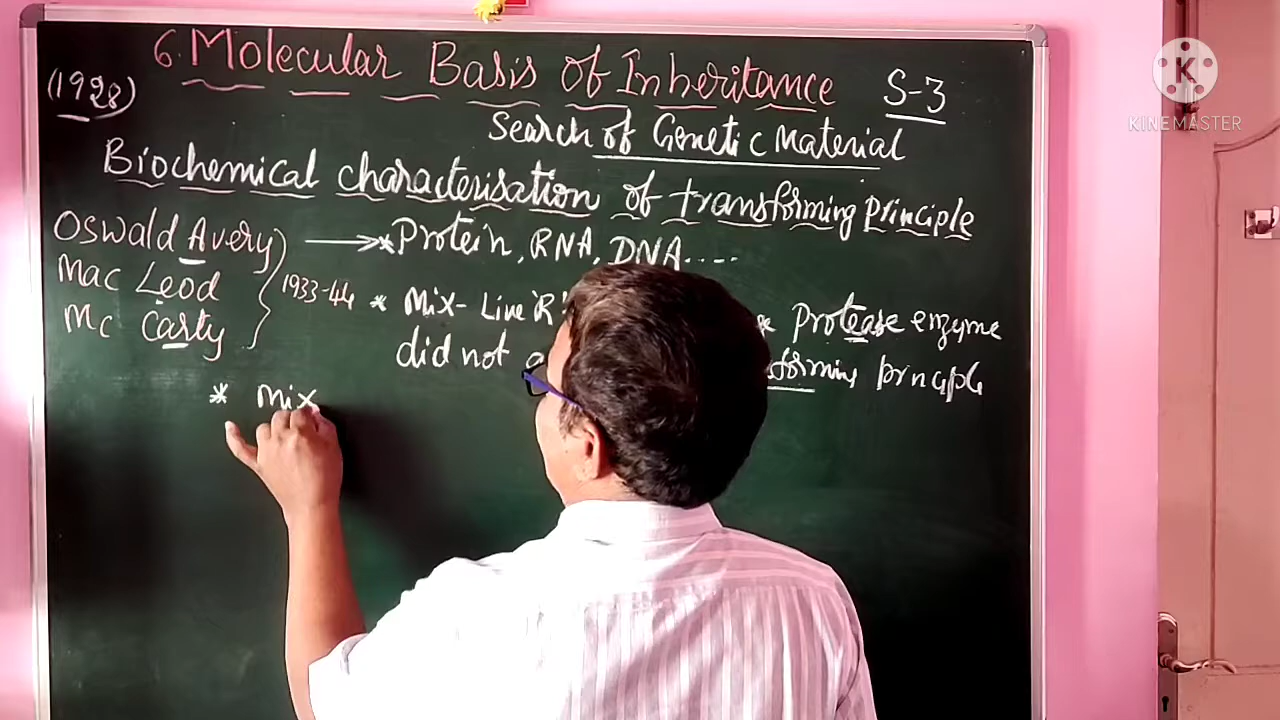 6. Molecular Basis of Inheritance S-3
(1928)
Search of Genetic Material
Biochemical characterisation of transforming Principle
Oswald Avery → * Protein, RNA, DNA....
Mac Leod
1933-44
Mc Carty
* Mix - Live 'R' * Protease enzyme
did not principle
* Mix
K
KINEMASTER